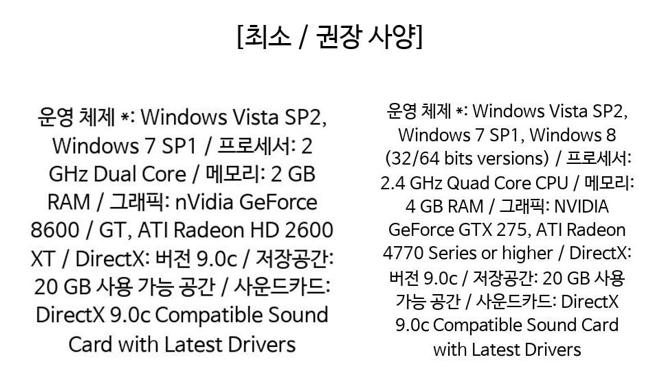 [최소 / 권장 사양]
운영 체제 *: Windows Vista SP2,
Windows 7 SP1 / 프로세서: 2
GHz Dual Core / 메모리: 2 GB
RAM / 그래픽: nVidia GeForce
8600 / GT, ATI Radeon HD 2600
XT / DirectX: 버전 9.0c / 저장공간:
20 GB 사용 가능 공간 / 사운드카드:
DirectX 9.0c Compatible Sound
Card with Latest Drivers
운영 체제 *: Windows Vista SP2,
Windows 7 SP1, Windows 8
(32/64 bits versions) / 프로세서:
2.4 GHz Quad Core CPU / 메모리:
4 GB RAM / 그래픽: NVIDIA
GeForce GTX 275, ATI Radeon
4770 Series or higher / DirectX:
버전 9.0c / 저장공간: 20 GB 사용
가능 공간 / 사운드카드: DirectX
9.0c Compatible Sound Card
with Latest Drivers